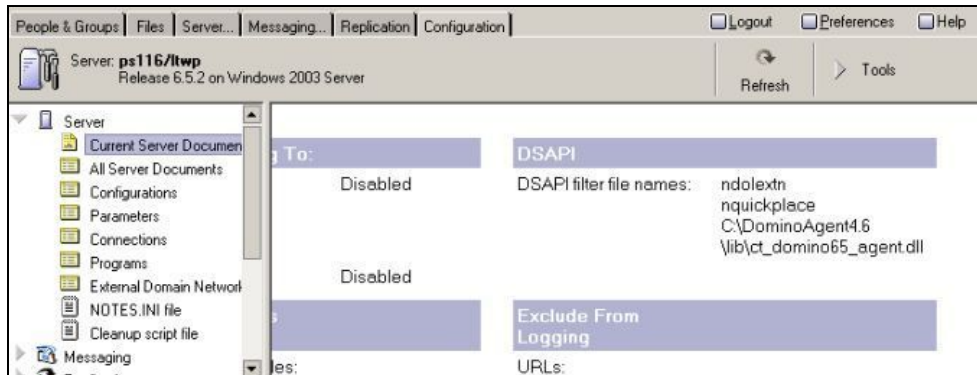 People & Groups Files Server... Messaging... Replication Configuration Logout Preferences Help
Server: ps116/ltwp
Release 6.5.2 on Windows 2003 Server
Refresh
Tools
Server
Current Server Documen
All Server Documents
Configurations
Parameters
Connections
Programs
External Domain Network
NOTES.INI file
Cleanup script file
Messaging
g To:
Disabled
Disabled
s
les:
DSAPI
DSAPI filter file names: ndolextn
nquickplace
C:\DominoAgent4.6
\lib\ct_domino65_agent.dll
Exclude From
Logging
URLs: